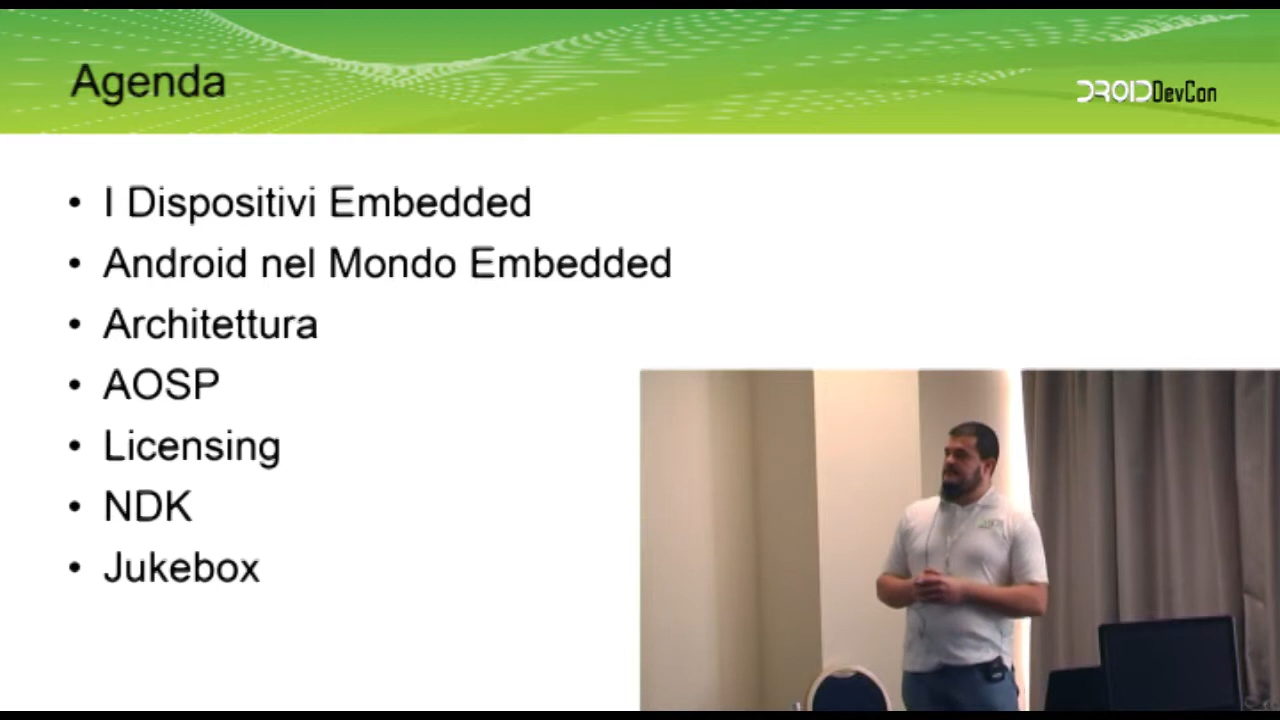 Agenda
DROIDDevCon
• I Dispositivi Embedded
• Android nel Mondo Embedded
• Architettura
• AOSP
• Licensing
• NDK
• Jukebox